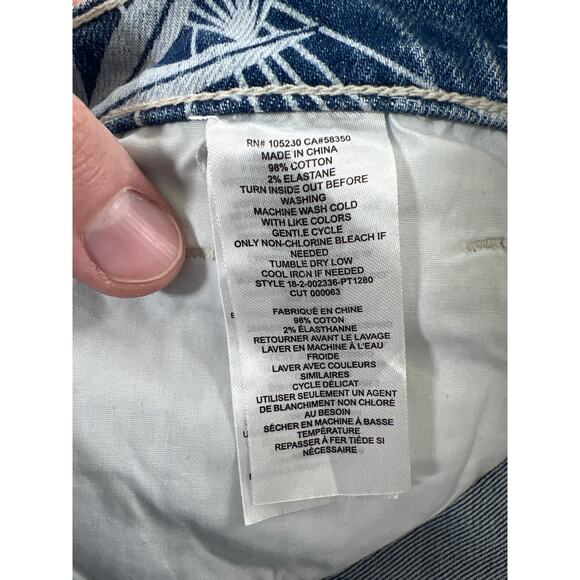 RN# 105230 CA#58350
MADE IN CHINA
98% COTTON
2% ELASTANE
TURN INSIDE OUT BEFORE
WASHING
MACHINE WASH COLD
WITH LIKE COLORS
GENTLE CYCLE
ONLY NON-CHLORINE BLEACH IF
NEEDED
TUMBLE DRY LOW
COOL IRON IF NEEDED
STYLE 18-2-002336-PT1280
CUT 000063
FABRIQUÉ EN CHINE
98% COTON
2% ÉLASTHANNE
RETOURNER AVANT LE LAVAGE
LAVER EN MACHINE À L'EAU
FROIDE
LAVER AVEC COULEURS
SIMILAIRES
CYCLE DÉLICAT
UTILISER SEULEMENT UN AGENT
DE BLANCHIMENT NON CHLORÉ
AU BESOIN
SÉCHER EN MACHINE À BASSE
TEMPÉRATURE
REPASSER À FER TIÈDE SI
NÉCESSAIRE